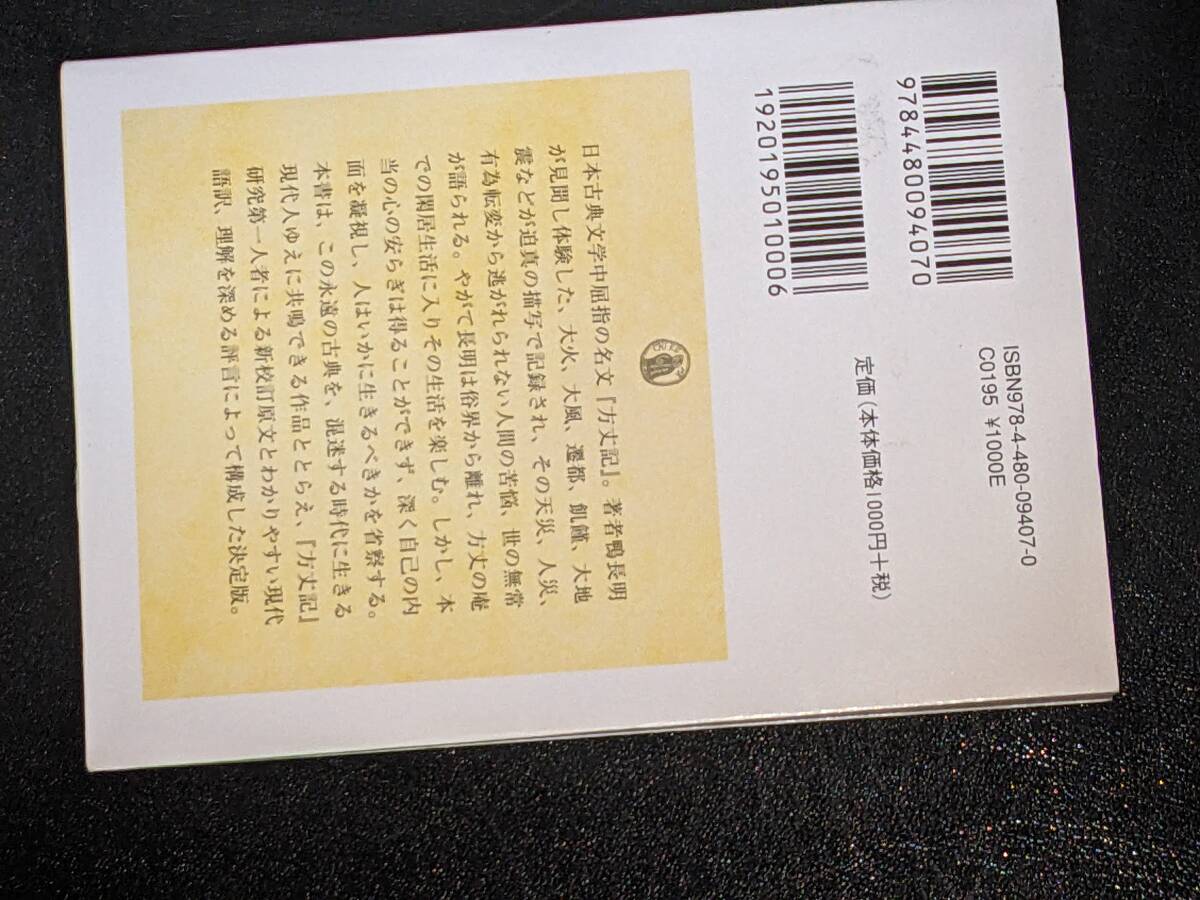 9784480094070
1920195010006
ISBN978-4-480-09407-0
C0195 ¥1000E
定価(本体価格1000円+税)
日本古典文学中屈指の名文『方丈記』。著者鴨長明
が見聞し体験した、大火、大風、遷都、飢饉、大地
震などが迫真の描写で記録され、その天災、人災、
有為転変から逃がれられない人間の苦悩、世の無常
が語られる。やがて長明は俗界から離れ、方丈の庵
での閑居生活に入りその生活を楽しむ。しかし、本
当の心の安らぎは得ることができず、深く自己の内
面を凝視し、人はいかに生きるべきかを省察する。
本書は、この永遠の古典を、混迷する時代に生きる
現代人ゆえに共鳴できる作品ととらえ、『方丈記』
研究第一人者による新校訂原文とわかりやすい現代
語訳、理解を深める評言によって構成した決定版。